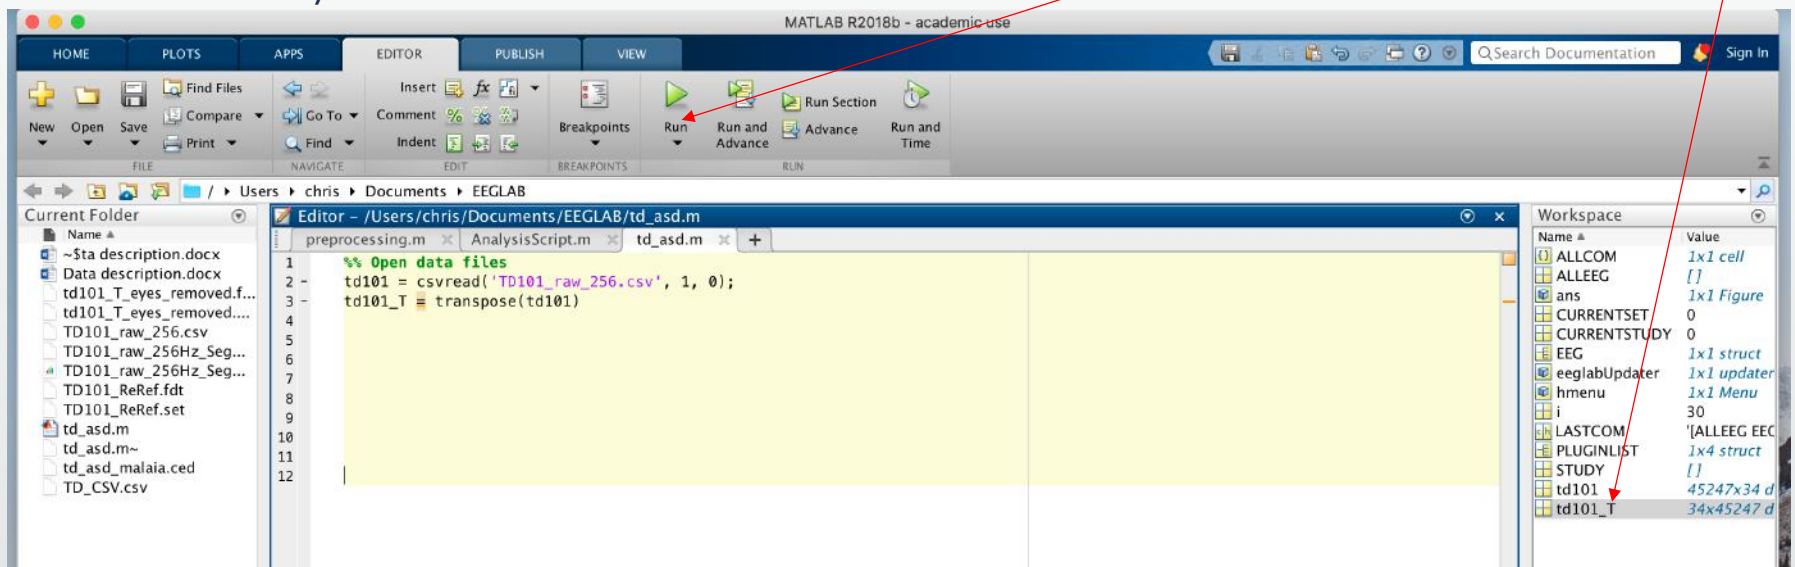 MATLAB R2018b - academic use
HOME PLOTS APPS EDITOR PUBLISH VIEW Search Documentation Sign In
New Open Save Find Files Compare Print
FILE
Go To Find
NAVIGATE
Insert fx
Comment %
Indent
EDIT
Breakpoints
BREAKPOINTS
Run Run and Advance Run Section Advance Run and Time
RUN
/ Users chris Documents EEGLAB
Current Folder
Name
~$ta description.docx
Data description.docx
td101_T_eyes_removed.f...
td101_T_eyes_removed....
TD101_raw_256.csv
TD101_raw_256Hz_Seg...
TD101_raw_256Hz_Seg...
TD101_ReRef.fdt
TD101_ReRef.set
td_asd.m
td_asd.m~
td_asd_malaia.ced
TD_CSV.csv
Editor - /Users/chris/Documents/EEGLAB/td_asd.m
preprocessing.m AnalysisScript.m td_asd.m +
1 %% Open data files
2 - td101 = csvread('TD101_raw_256.csv', 1, 0);
3 - td101_T = transpose(td101)
4
5
6
7
8
9
10
11
12
Workspace
Name Value
ALLCOM 1x1 cell
ALLEEG []
ans 1x1 Figure
CURRENTSET 0
CURRENTSTUDY 0
EEG 1x1 struct
eeglabUpdater 1x1 updater
hmenu 1x1 Menu
i 30
LASTCOM '[ALLEEG EEG
PLUGINLIST 1x4 struct
STUDY []
td101 45247x34 d
td101_T 34x45247 d